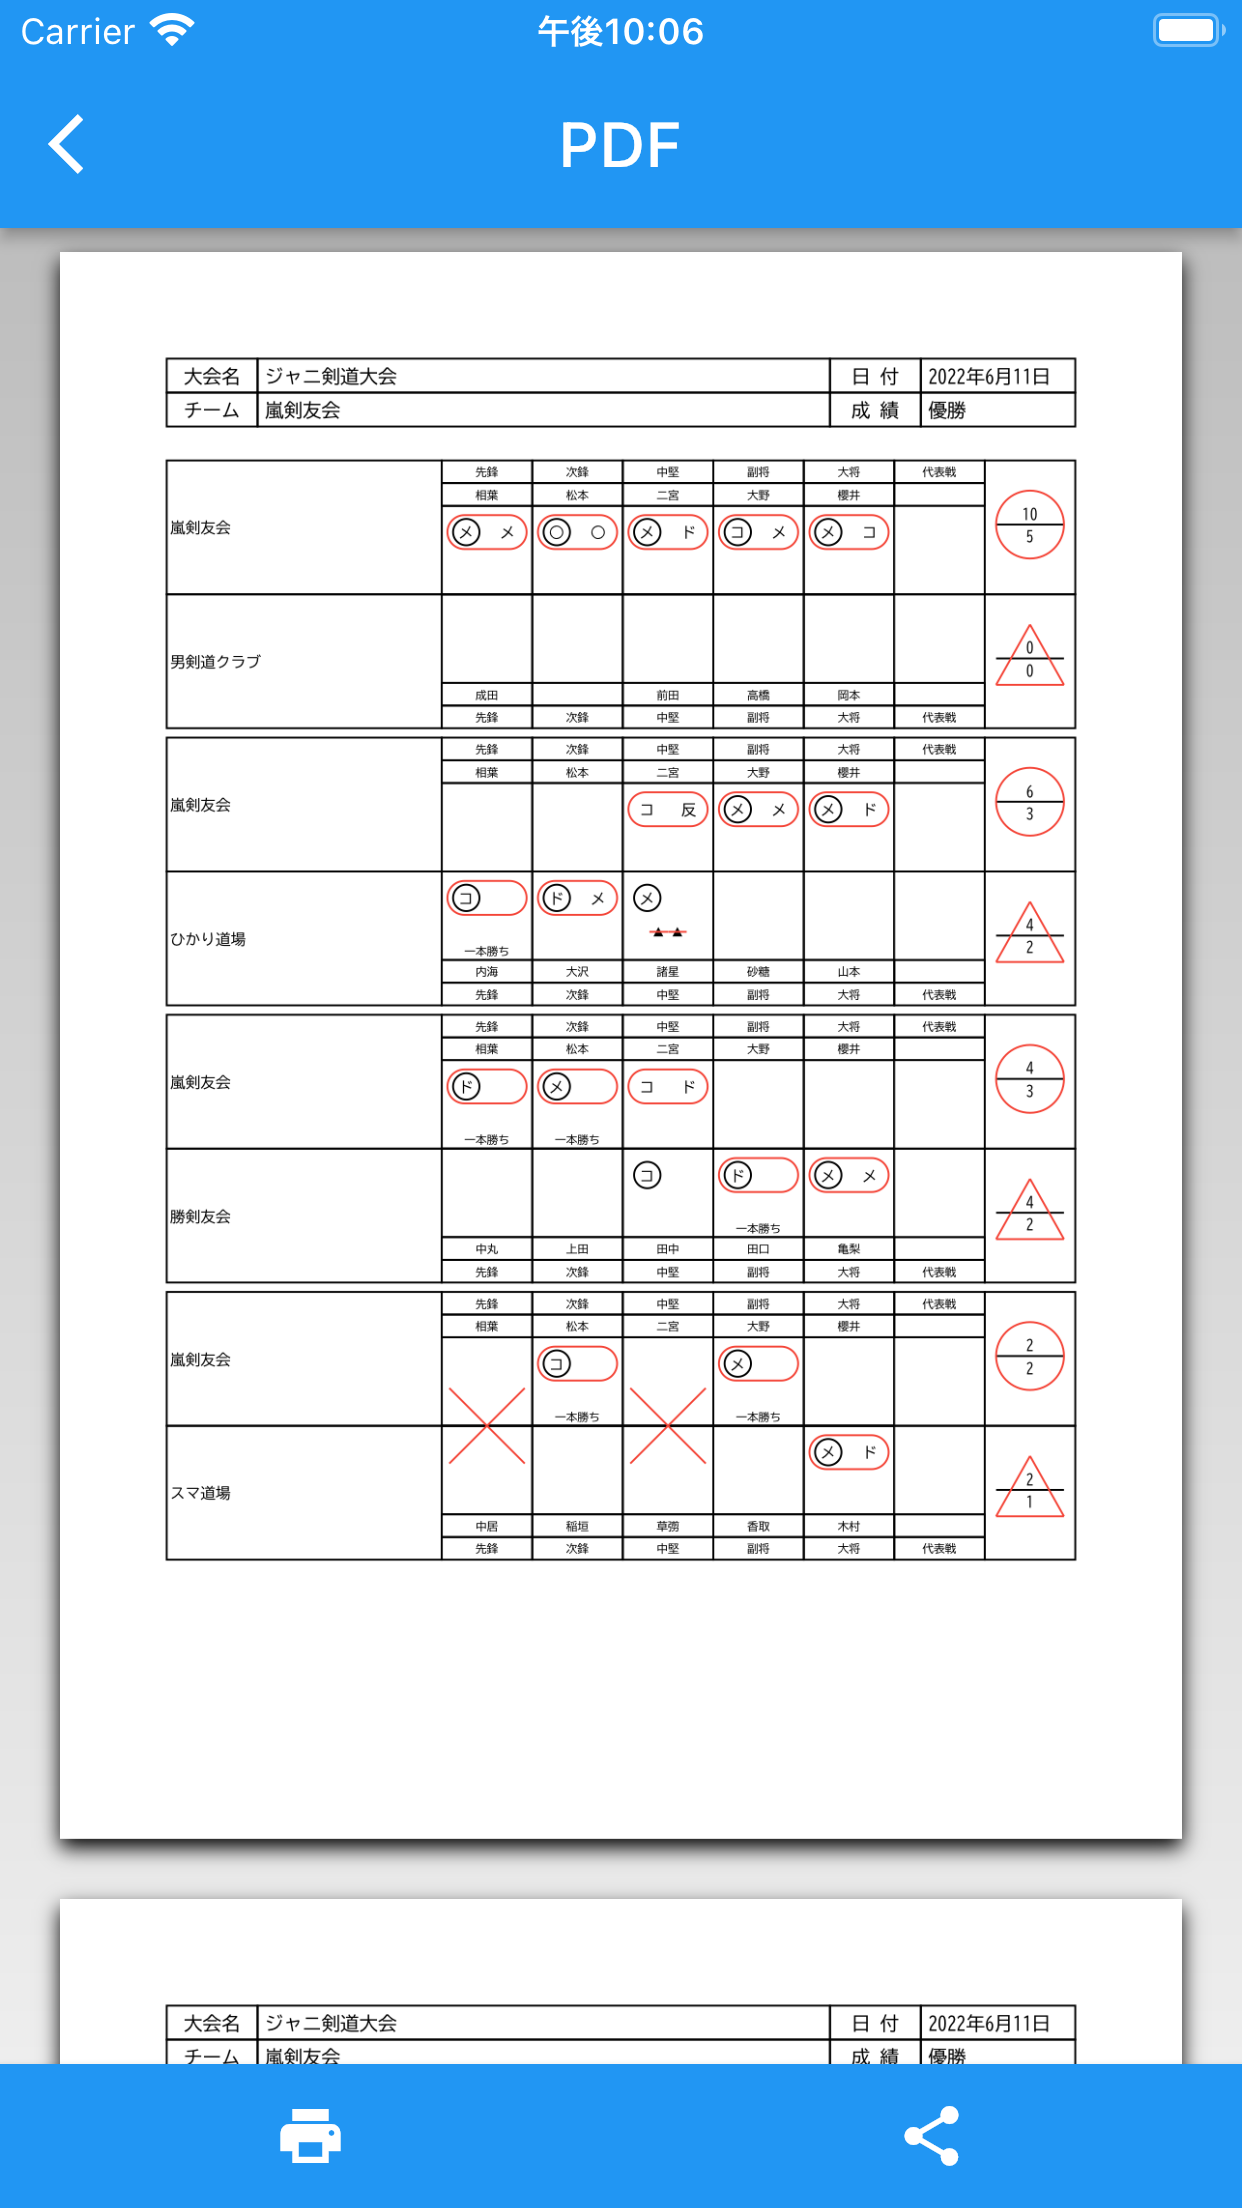 Carrier 午後10:06
PDF
大会名 ジャニ剣道大会 日 付 2022年6月11日
チーム 嵐剣友会 成 績 優勝
先鋒 次鋒 中堅 副将 大将 代表戦
相葉 松本 二宮 大野 櫻井
嵐剣友会 メ メ 〇 〇 メ ド コ メ メ コ 10 5
男剣道クラブ 0 0
成田 前田 高橋 岡本
先鋒 次鋒 中堅 副将 大将 代表戦
先鋒 次鋒 中堅 副将 大将 代表戦
相葉 松本 二宮 大野 櫻井
嵐剣友会 コ 反 メ メ メ ド 6 3
ひかり道場 コ ド メ メ ▲ ▲ 4 2
一本勝ち
内海 大沢 諸星 砂糖 山本
先鋒 次鋒 中堅 副将 大将 代表戦
先鋒 次鋒 中堅 副将 大将 代表戦
相葉 松本 二宮 大野 櫻井
嵐剣友会 ド メ コ ド 4 3
一本勝ち 一本勝ち
勝剣友会 コ ド メ メ 4 2
一本勝ち
中丸 上田 田中 田口 亀梨
先鋒 次鋒 中堅 副将 大将 代表戦
先鋒 次鋒 中堅 副将 大将 代表戦
相葉 松本 二宮 大野 櫻井
嵐剣友会 コ メ 2 2
一本勝ち 一本勝ち
スマ道場 メ ド 2 1
中居 稲垣 草彅 香取 木村
先鋒 次鋒 中堅 副将 大将 代表戦
大会名 ジャニ剣道大会 日 付 2022年6月11日
チーム 嵐剣友会 成 績 優勝